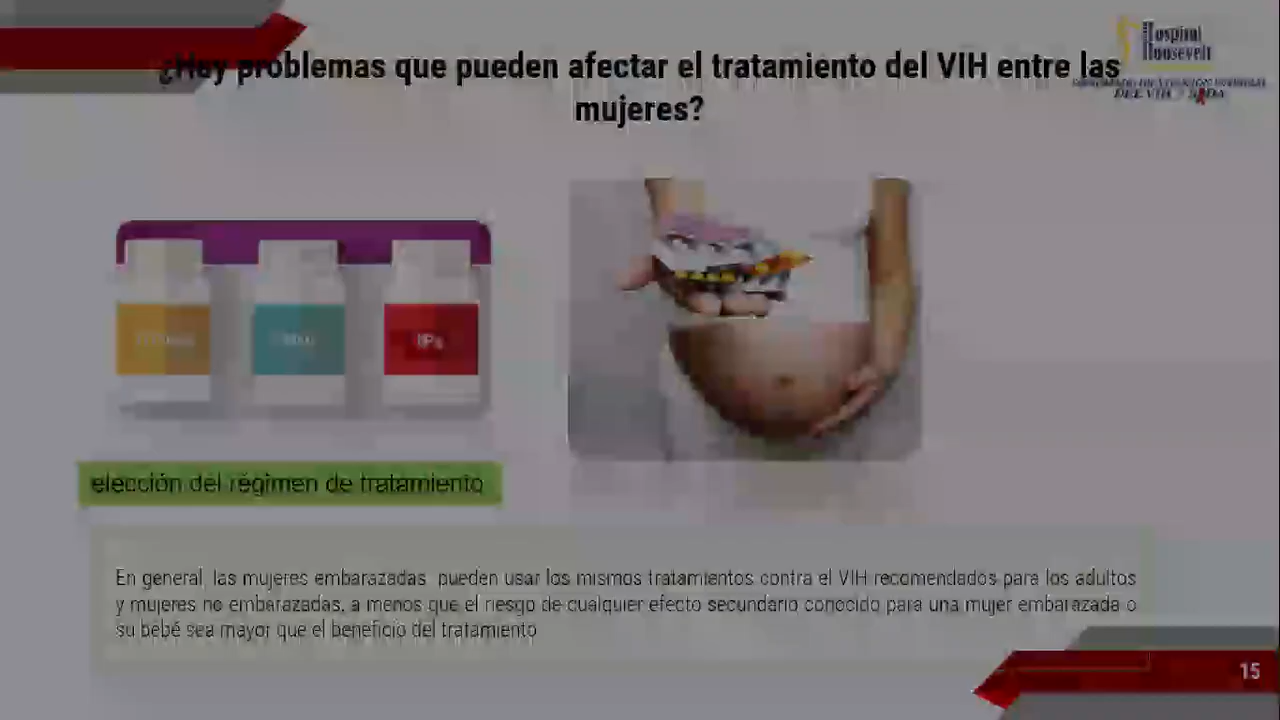 ¿Hay problemas que pueden afectar el tratamiento del VIH entre las
mujeres?
Hospital
Roosevelt
DEL VIH / SIDA
IPs
elección del régimen de tratamiento
En general, las mujeres embarazadas pueden usar los mismos tratamientos contra el VIH recomendados para los adultos
y mujeres no embarazadas, a menos que el riesgo de cualquier efecto secundario conocido para una mujer embarazada o
su bebé sea mayor que el beneficio del tratamiento
15